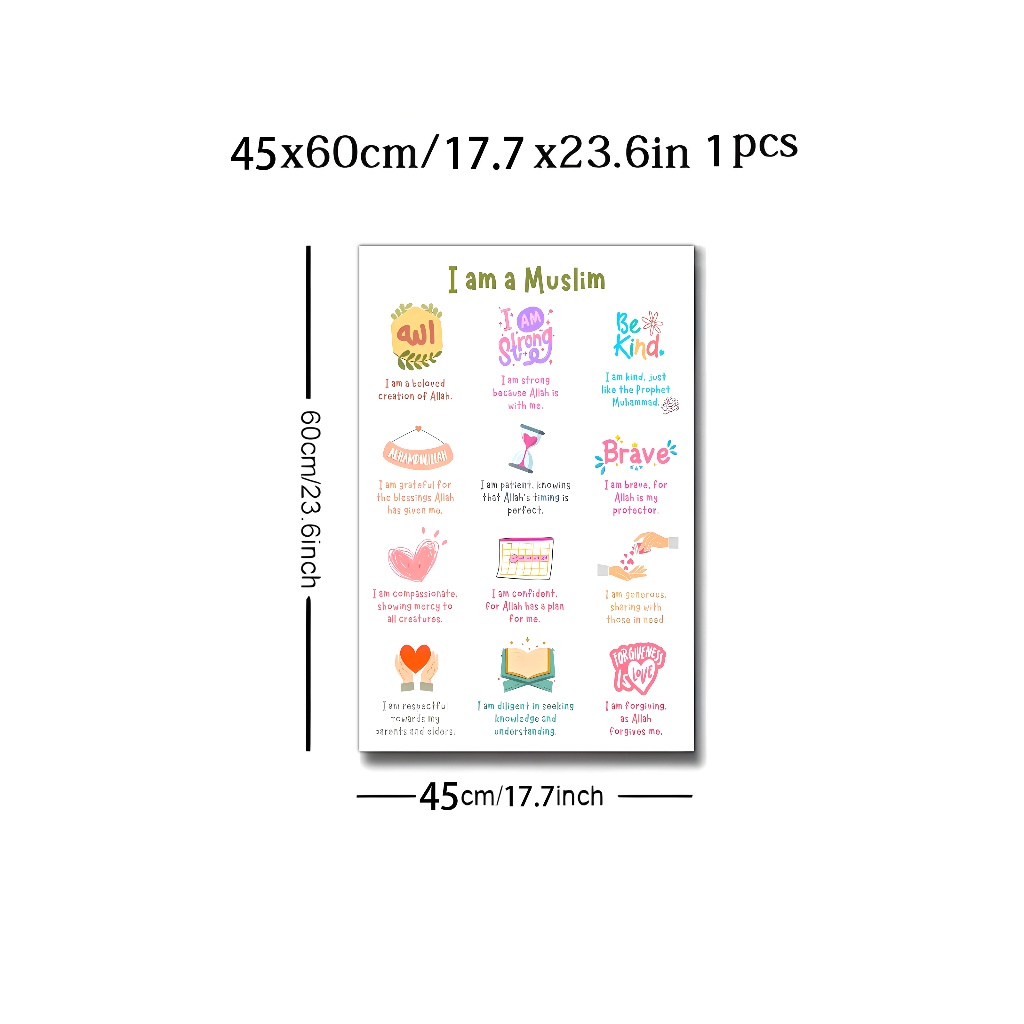 45x60cm/17.7 x23.6in 1pcs
60cm/23.6inch
I am a Muslim
الله
I am a beloved
creation of Allah.
I AM
Strong
I am strong
because Allah is
with me.
Be
Kind.
I am kind, just
like the Prophet
Muhammad.
ALHAMDULILLAH
I am grateful for
the blessings Allah
has given me.
I am patient, knowing
that Allah's timing is
perfect.
Brave
I am brave, for
Allah is my
protector.
I am compassionate,
showing mercy to
all creatures.
I am confident,
for Allah has a plan
for me.
I am generous,
sharing with
those in need.
I am respectful
towards my
parents and elders.
I am diligent in seeking
knowledge and
understanding.
FORGIVENESS
IS LOVE
I am forgiving,
as Allah
forgives me.
45cm/17.7inch